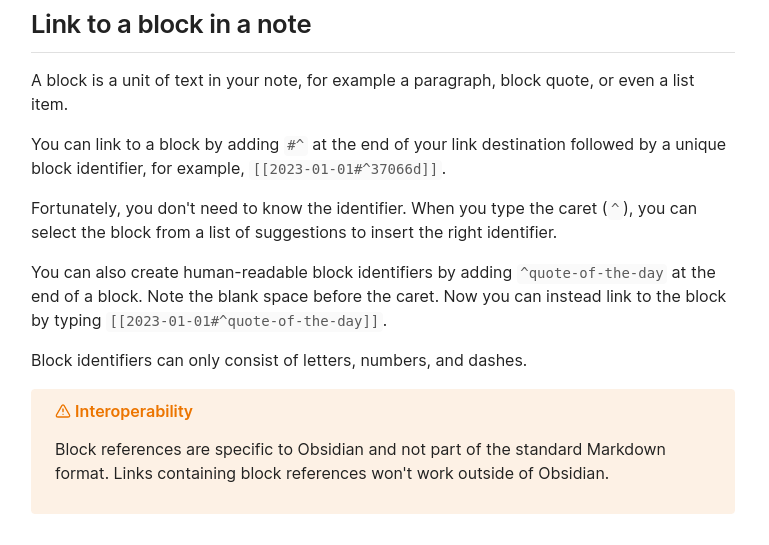 Link to a block in a note
A block is a unit of text in your note, for example a paragraph, block quote, or even a list
item.
You can link to a block by adding #^ at the end of your link destination followed by a unique
block identifier, for example, [[2023-01-01#^37066d]].
Fortunately, you don't need to know the identifier. When you type the caret (^), you can
select the block from a list of suggestions to insert the right identifier.
You can also create human-readable block identifiers by adding ^quote-of-the-day at the
end of a block. Note the blank space before the caret. Now you can instead link to the block
by typing [[2023-01-01#^quote-of-the-day]].
Block identifiers can only consist of letters, numbers, and dashes.
Interoperability
Block references are specific to Obsidian and not part of the standard Markdown
format. Links containing block references won't work outside of Obsidian.